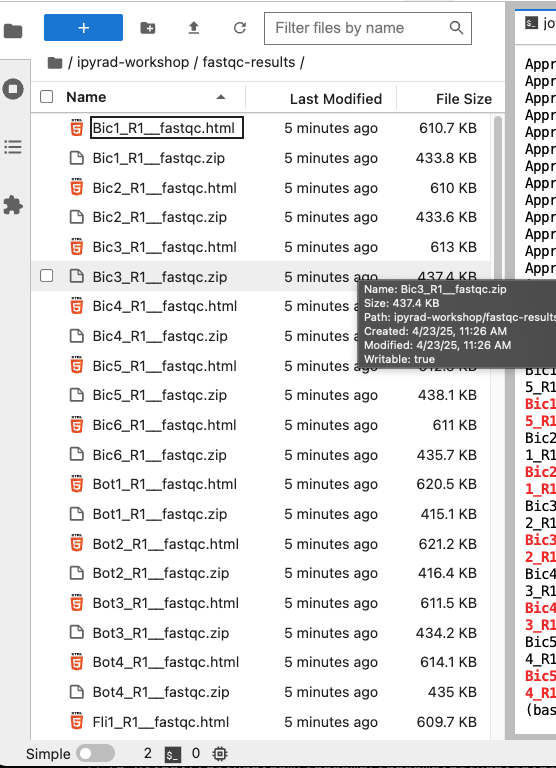 +
Filter files by name
jo
/ ipyrad-workshop / fastqc-results /
Name Last Modified File Size
Bic1_R1__fastqc.html 5 minutes ago 610.7 KB
Bic1_R1__fastqc.zip 5 minutes ago 433.8 KB
Bic2_R1__fastqc.html 5 minutes ago 610 KB
Bic2_R1__fastqc.zip 5 minutes ago 433.6 KB
Bic3_R1__fastqc.html 5 minutes ago 613 KB
Bic3_R1__fastqc.zip 5 minutes ago 437.4 KB
Name: Bic3_R1__fastqc.zip
Size: 437.4 KB
Path: ipyrad-workshop/fastqc-results
Created: 4/23/25, 11:26 AM
Modified: 4/23/25, 11:26 AM
Writable: true
Bic4_R1__fastqc.html
Bic4_R1__fastqc.zip
Bic5_R1__fastqc.html 5 minutes ago
Bic5_R1__fastqc.zip 5 minutes ago 438.1 KB
Bic6_R1__fastqc.html 5 minutes ago 611 KB
Bic6_R1__fastqc.zip 5 minutes ago 435.7 KB
Bot1_R1__fastqc.html 5 minutes ago 620.5 KB
Bot1_R1__fastqc.zip 5 minutes ago 415.1 KB
Bot2_R1__fastqc.html 5 minutes ago 621.2 KB
Bot2_R1__fastqc.zip 5 minutes ago 416.4 KB
Bot3_R1__fastqc.html 5 minutes ago 611.5 KB
Bot3_R1__fastqc.zip 5 minutes ago 434.2 KB
Bot4_R1__fastqc.html 5 minutes ago 614.1 KB
Bot4_R1__fastqc.zip 5 minutes ago 435 KB
Fli1_R1__fastqc.html 5 minutes ago 609.7 KB
Appr
Appr
Appr
Appr
Appr
Appr
Appr
Appr
Appr
Appr
Appr
Appr
Appr
Bic1
5_R1
Bic1
5_R1
Bic2
1_R1
Bic2
1_R1
Bic3
2_R1
Bic3
2_R1
Bic4
3_R1
Bic4
3_R1
Bic5
4_R1
Bic5
4_R1
(bas
Simple 2 $_ 0